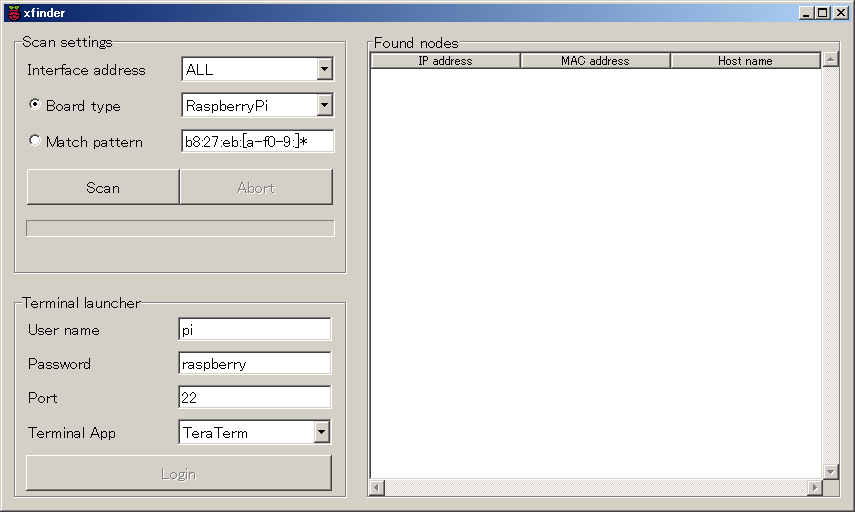 xfinder
Scan settings
Interface address ALL
Board type RaspberryPi
Match pattern b8:27:eb:[a-f0-9:]*
Scan Abort
Terminal launcher
User name pi
Password raspberry
Port 22
Terminal App TeraTerm
Login
Found nodes
IP address MAC address Host name